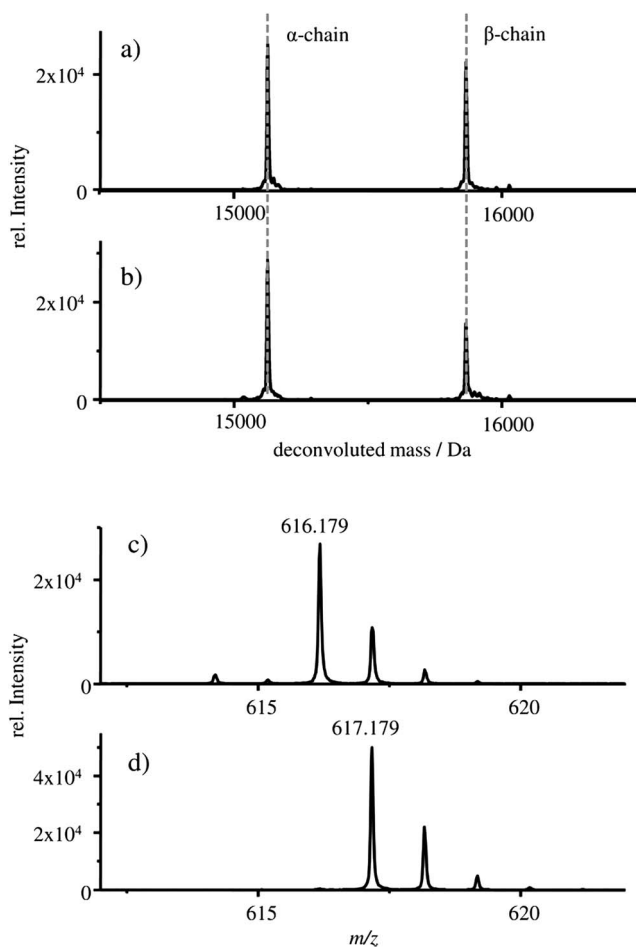 a)
α-chain
β-chain
2x10⁴
0
15000
16000
rel. Intensity
b)
2x10⁴
0
15000
16000
deconvoluted mass / Da
c)
616.179
2x10⁴
0
615
620
rel. Intensity
d)
617.179
4x10⁴
2x10⁴
0
615
620
m/z